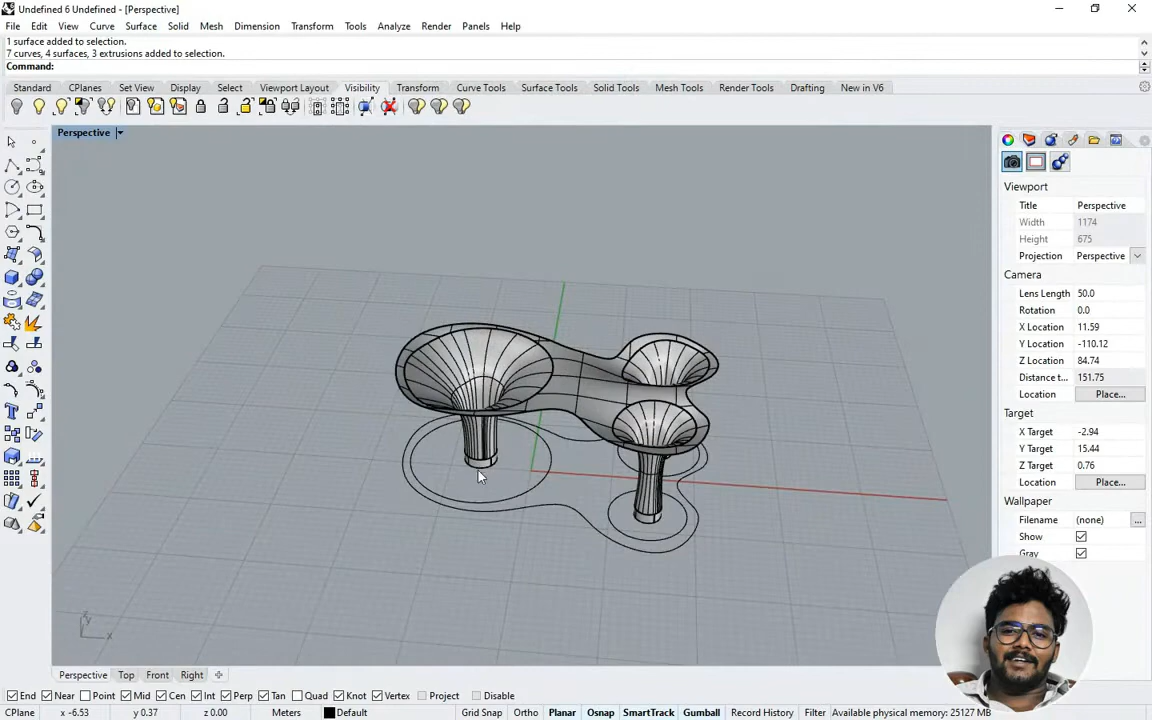 Undefined 6 Undefined - [Perspective]
File Edit View Curve Surface Solid Mesh Dimension Transform Tools Analyze Render Panels Help
1 surface added to selection.
7 curves, 4 surfaces, 3 extrusions added to selection.
Command:
Standard CPlanes Set View Display Select Viewport Layout Visibility Transform Curve Tools Surface Tools Solid Tools Mesh Tools Render Tools Drafting New in V6
Perspective
Viewport
Title Perspective
Width 1174
Height 675
Projection Perspective
Camera
Lens Length 50.0
Rotation 0.0
X Location 11.59
Y Location -110.12
Z Location 84.74
Distance t... 151.75
Location Place...
Target
X Target -2.94
Y Target 15.44
Z Target 0.76
Location Place...
Wallpaper
Filename (none) ...
Show
Gray
z
y
x
Perspective Top Front Right
End Near Point Mid Cen Int Perp Tan Quad Knot Vertex Project Disable
CPlane x -6.53 y 0.37 z 0.00 Meters Default Grid Snap Ortho Planar Osnap SmartTrack Gumball Record History Filter Available physical memory: 25127 MB